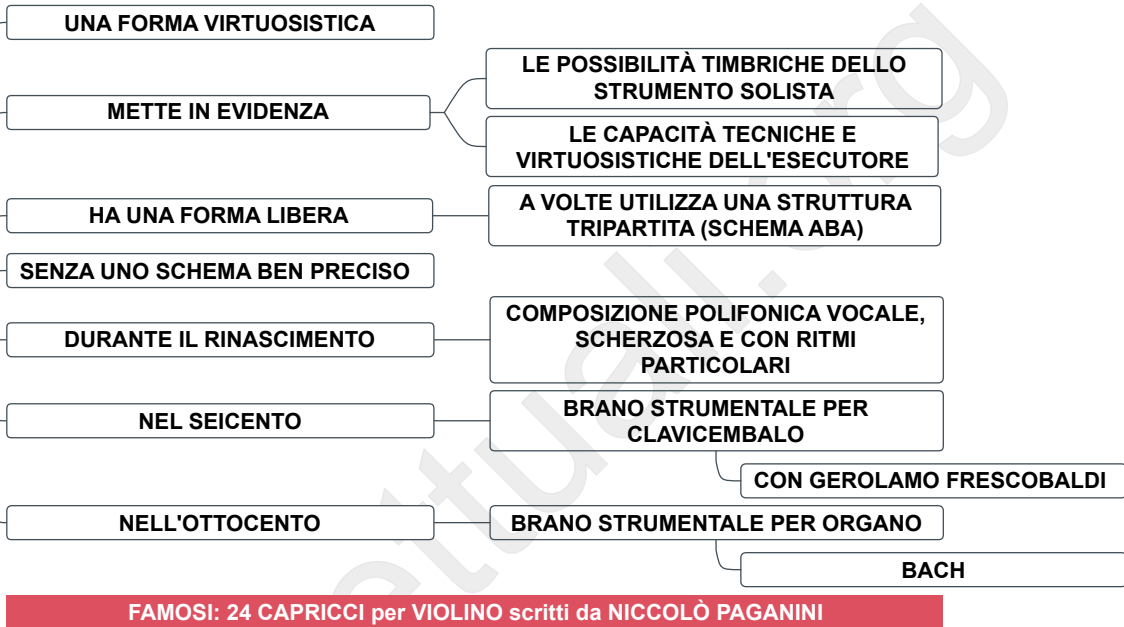 UNA FORMA VIRTUOSISTICA
METTE IN EVIDENZA
LE POSSIBILITÀ TIMBRICHE DELLO
STRUMENTO SOLISTA
LE CAPACITÀ TECNICHE E
VIRTUOSISTICHE DELL'ESECUTORE
HA UNA FORMA LIBERA
A VOLTE UTILIZZA UNA STRUTTURA
TRIPARTITA (SCHEMA ABA)
SENZA UNO SCHEMA BEN PRECISO
DURANTE IL RINASCIMENTO
COMPOSIZIONE POLIFONICA VOCALE,
SCHERZOSA E CON RITMI
PARTICOLARI
NEL SEICENTO
BRANO STRUMENTALE PER
CLAVICEMBALO
CON GEROLAMO FRESCOBALDI
NELL'OTTOCENTO
BRANO STRUMENTALE PER ORGANO
BACH
FAMOSI: 24 CAPRICCI per VIOLINO scritti da NICCOLÒ PAGANINI